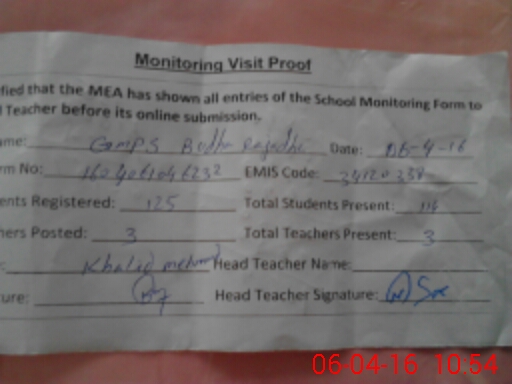 Monitoring Visit Proof
fied that the MEA has shown all entries of the School Monitoring Form to
l Teacher before its online submission.
ame: GCMPS Date: 06-4-16
rm No: EMIS Code:
ents Registered: 125 Total Students Present: 114
hers Posted: 3 Total Teachers Present: 3
: Khalid mehmood Head Teacher Name:
ure: Head Teacher Signature:
06-04-16 10:54